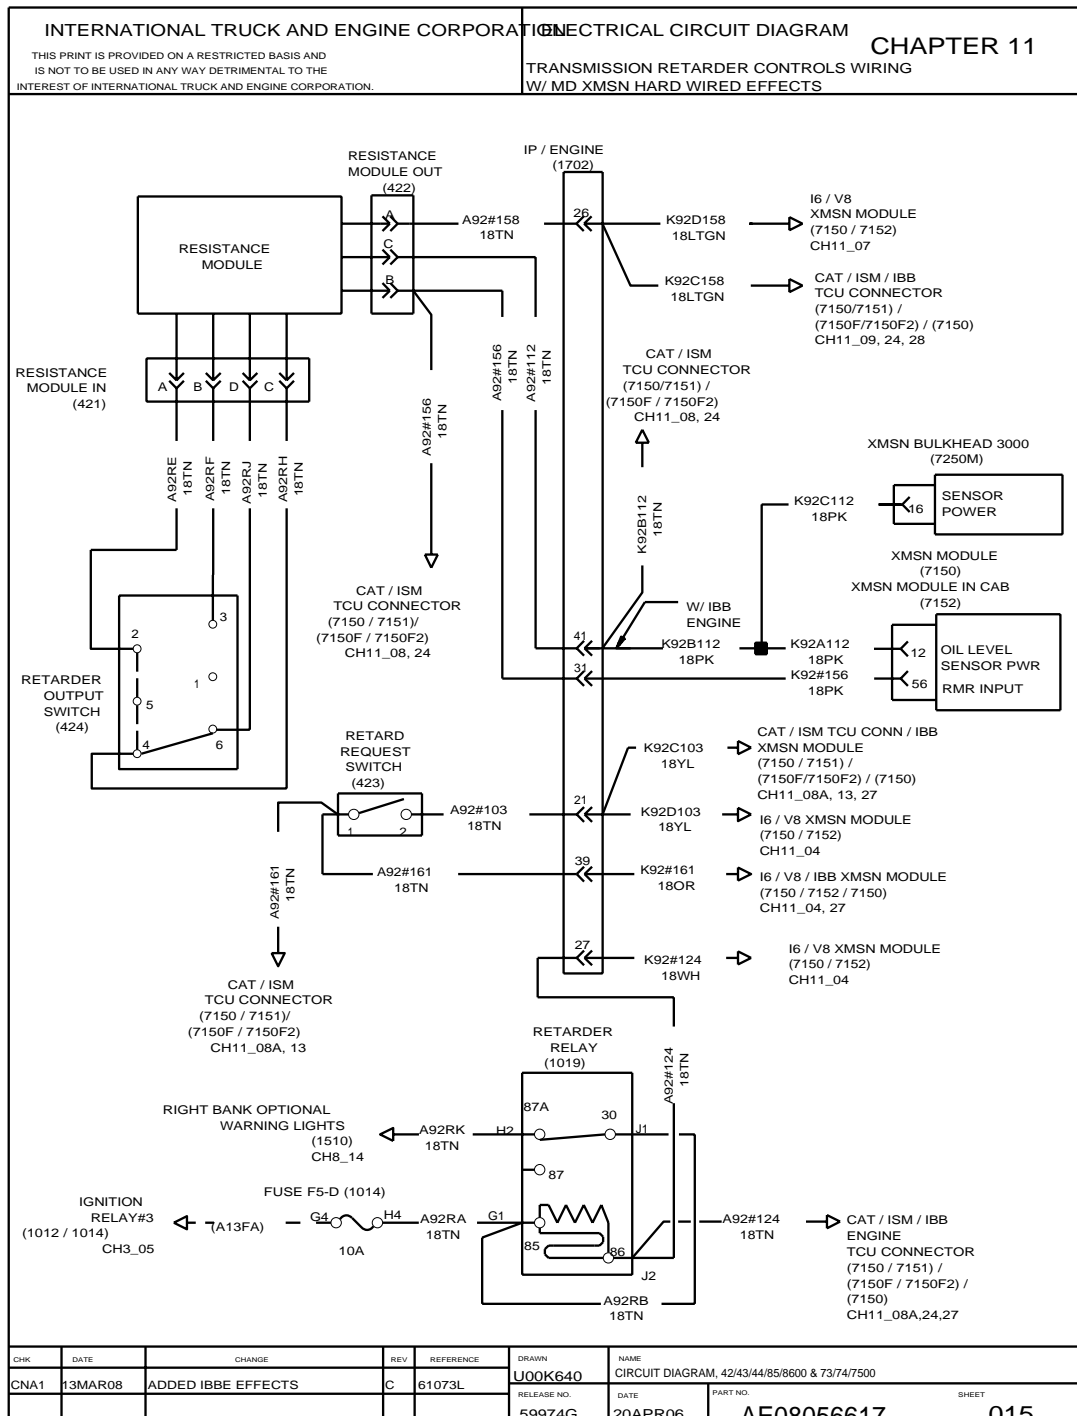 INTERNATIONAL TRUCK AND ENGINE CORPORATION
THIS PRINT IS PROVIDED ON A RESTRICTED BASIS AND
IS NOT TO BE USED IN ANY WAY DETRIMENTAL TO THE
INTEREST OF INTERNATIONAL TRUCK AND ENGINE CORPORATION.
ELECTRICAL CIRCUIT DIAGRAM
CHAPTER 11
TRANSMISSION RETARDER CONTROLS WIRING
W/ MD XMSN HARD WIRED EFFECTS
RESISTANCE
MODULE OUT
(422)
IP / ENGINE
(1702)
RESISTANCE
MODULE
A
C
B
A92#158
18TN
26
K92D158
18LTGN
I6 / V8
XMSN MODULE
(7150 / 7152)
CH11_07
K92C158
18LTGN
CAT / ISM / IBB
TCU CONNECTOR
(7150/7151) /
(7150F/7150F2) / (7150)
CH11_09, 24, 28
RESISTANCE
MODULE IN
(421)
A
B
D
C
A92#156
18TN
A92#156
18TN
A92#112
18TN
CAT / ISM
TCU CONNECTOR
(7150/7151) /
(7150F / 7150F2)
CH11_08, 24
A92RE
18TN
A92RF
18TN
A92RJ
18TN
A92RH
18TN
K92B112
18TN
XMSN BULKHEAD 3000
(7250M)
K92C112
18PK
16
SENSOR
POWER
XMSN MODULE
(7150)
XMSN MODULE IN CAB
(7152)
CAT / ISM
TCU CONNECTOR
(7150 / 7151)/
(7150F / 7150F2)
CH11_08, 24
W/ IBB
ENGINE
41
K92B112
18PK
K92A112
18PK
12
OIL LEVEL
SENSOR PWR
31
K92#156
18PK
56
RMR INPUT
RETARDER
OUTPUT
SWITCH
(424)
2
3
1
5
4
6
RETARD
REQUEST
SWITCH
(423)
1
2
A92#103
18TN
21
K92C103
18YL
CAT / ISM TCU CONN / IBB
XMSN MODULE
(7150 / 7151) /
(7150F/7150F2) / (7150)
CH11_08A, 13, 27
K92D103
18YL
I6 / V8 XMSN MODULE
(7150 / 7152)
CH11_04
A92#161
18TN
A92#161
18TN
39
K92#161
18OR
I6 / V8 / IBB XMSN MODULE
(7150 / 7152 / 7150)
CH11_04, 27
27
K92#124
18WH
I6 / V8 XMSN MODULE
(7150 / 7152)
CH11_04
CAT / ISM
TCU CONNECTOR
(7150 / 7151)/
(7150F / 7150F2)
CH11_08A, 13
RETARDER
RELAY
(1019)
A92#124
18TN
RIGHT BANK OPTIONAL
WARNING LIGHTS
(1510)
CH8_14
A92RK
18TN
H2
87A
30
J1
87
IGNITION
RELAY#3
(1012 / 1014)
CH3_05
(A13FA)
FUSE F5-D (1014)
G4
H4
10A
A92RA
18TN
G1
85
86
J2
A92RB
18TN
A92#124
18TN
CAT / ISM / IBB
ENGINE
TCU CONNECTOR
(7150 / 7151) /
(7150F / 7150F2) /
(7150)
CH11_08A,24,27
CHK
DATE
CHANGE
REV
REFERENCE
CNA1
13MAR08
ADDED IBBE EFFECTS
C
61073L
DRAWN
U00K640
NAME
CIRCUIT DIAGRAM, 42/43/44/85/8600 & 73/74/7500
RELEASE NO.
59974G
DATE
20APR06
PART NO.
AE08056617
SHEET
015